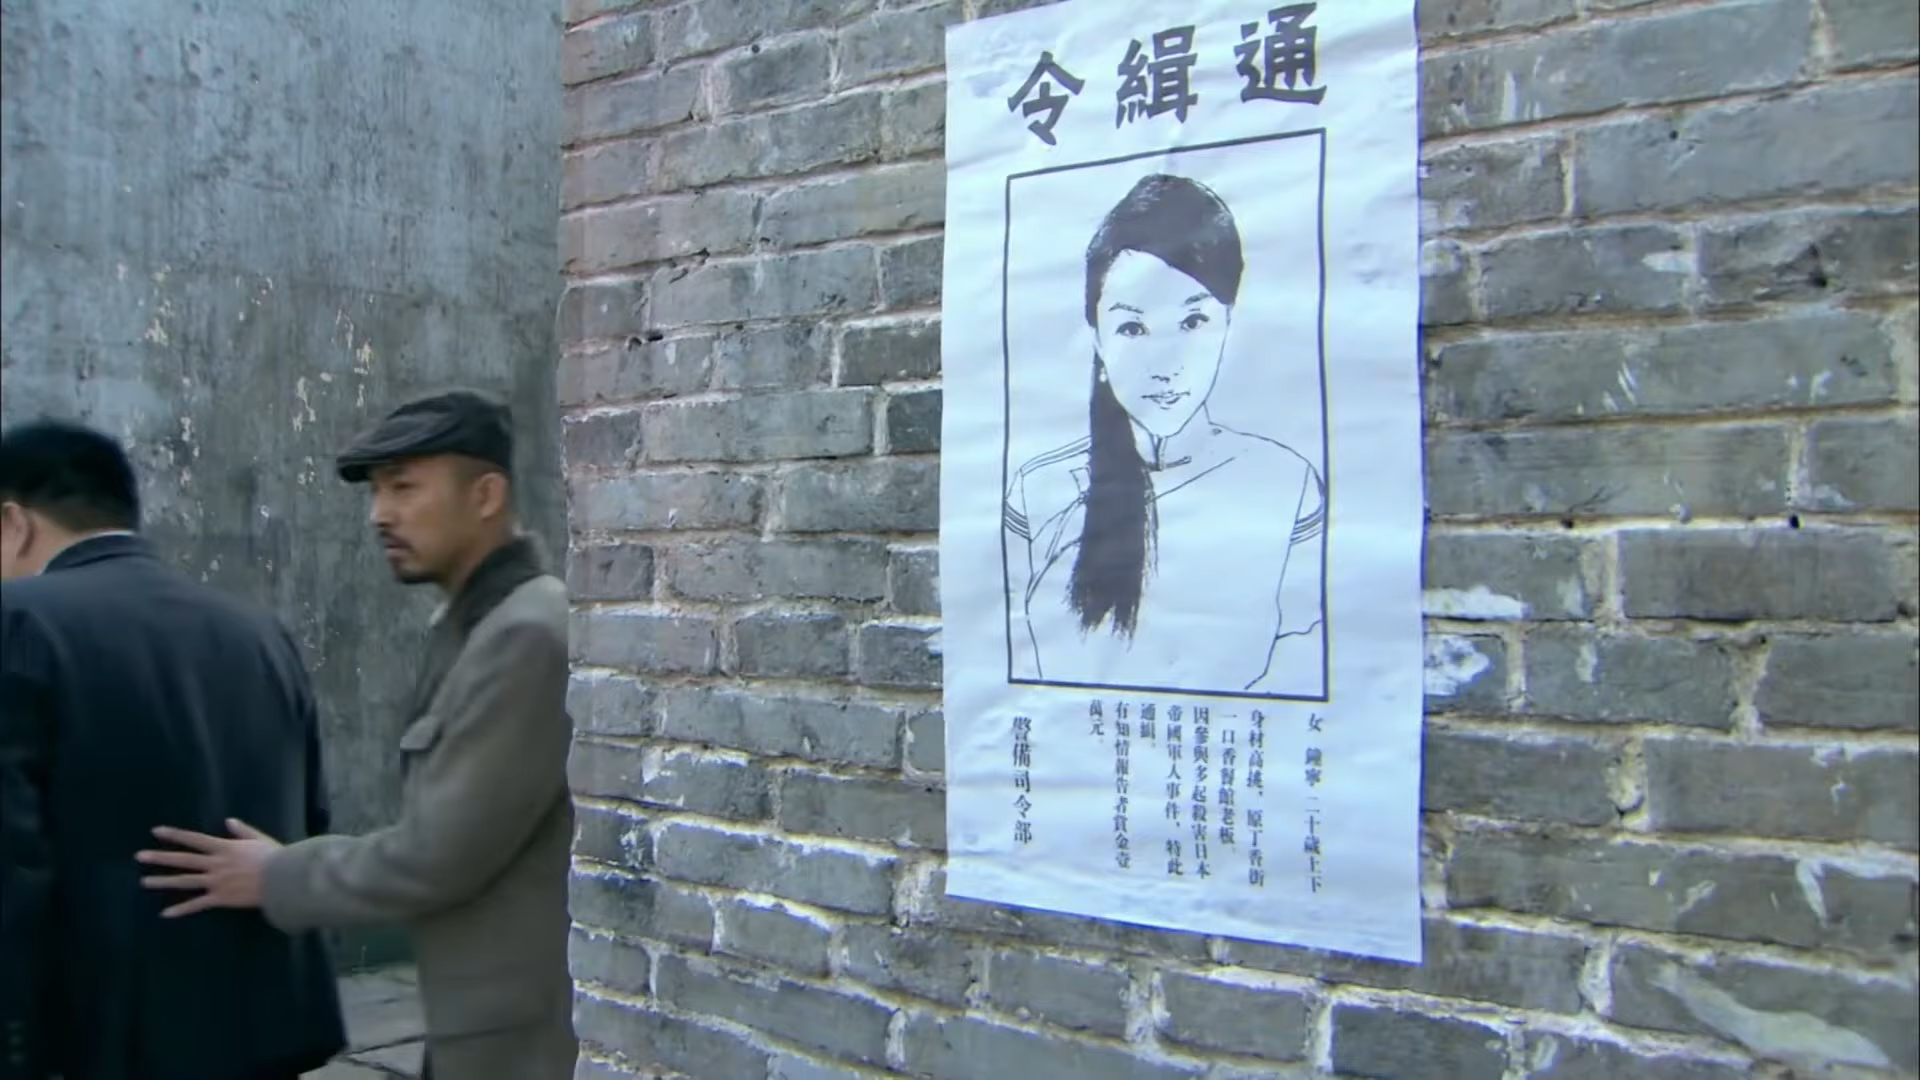 通緝令
女 鐘寧 二十歲上下
身材高挑，原丁香街
一口香餐館老板，
因參與多起殺害日本
帝國軍人事件，特此
通緝。
有知情報告者賞金壹
萬元。
警備司令部